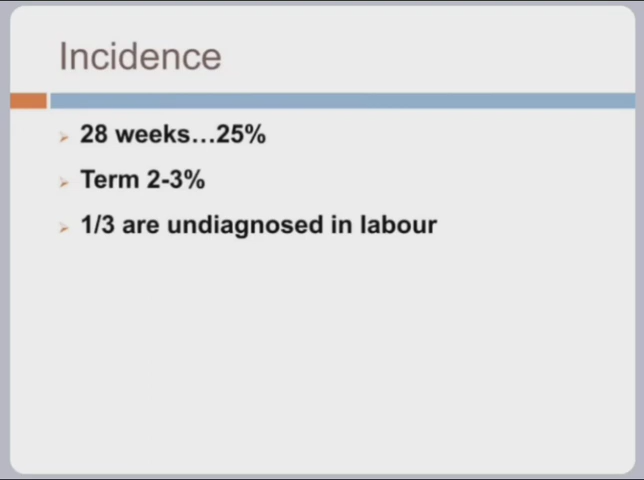 Incidence
28 weeks...25%
Term 2-3%
1/3 are undiagnosed in labour